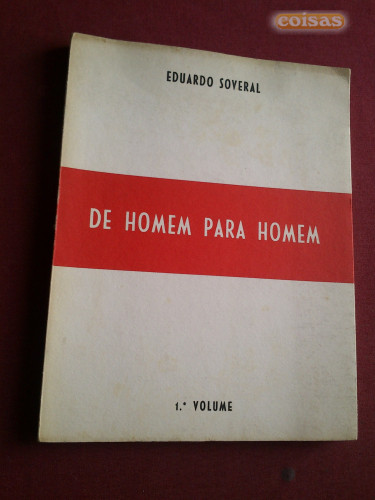 coisas
EDUARDO SOVERAL
DE HOMEM PARA HOMEM
1.º VOLUME